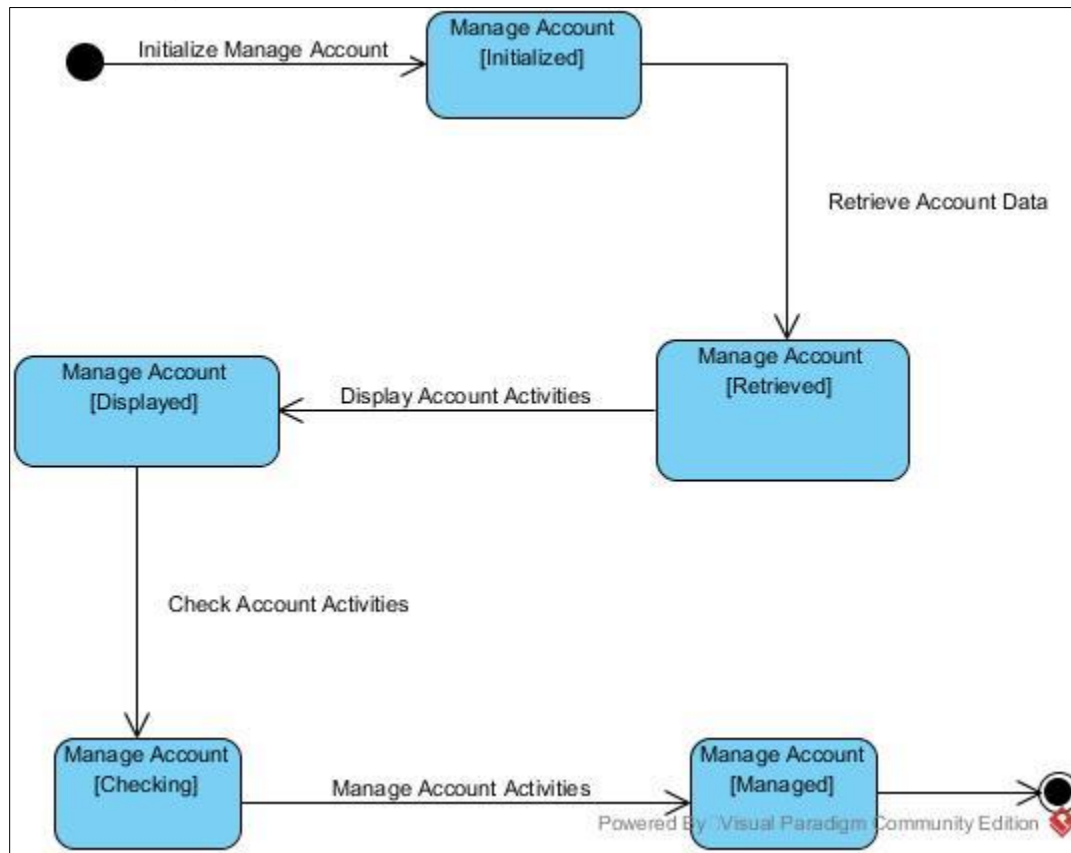 Initialize Manage Account
Manage Account
[Initialized]
Retrieve Account Data
Manage Account
[Retrieved]
Display Account Activities
Manage Account
[Displayed]
Check Account Activities
Manage Account
[Checking]
Manage Account Activities
Manage Account
[Managed]
Powered By Visual Paradigm Community Edition